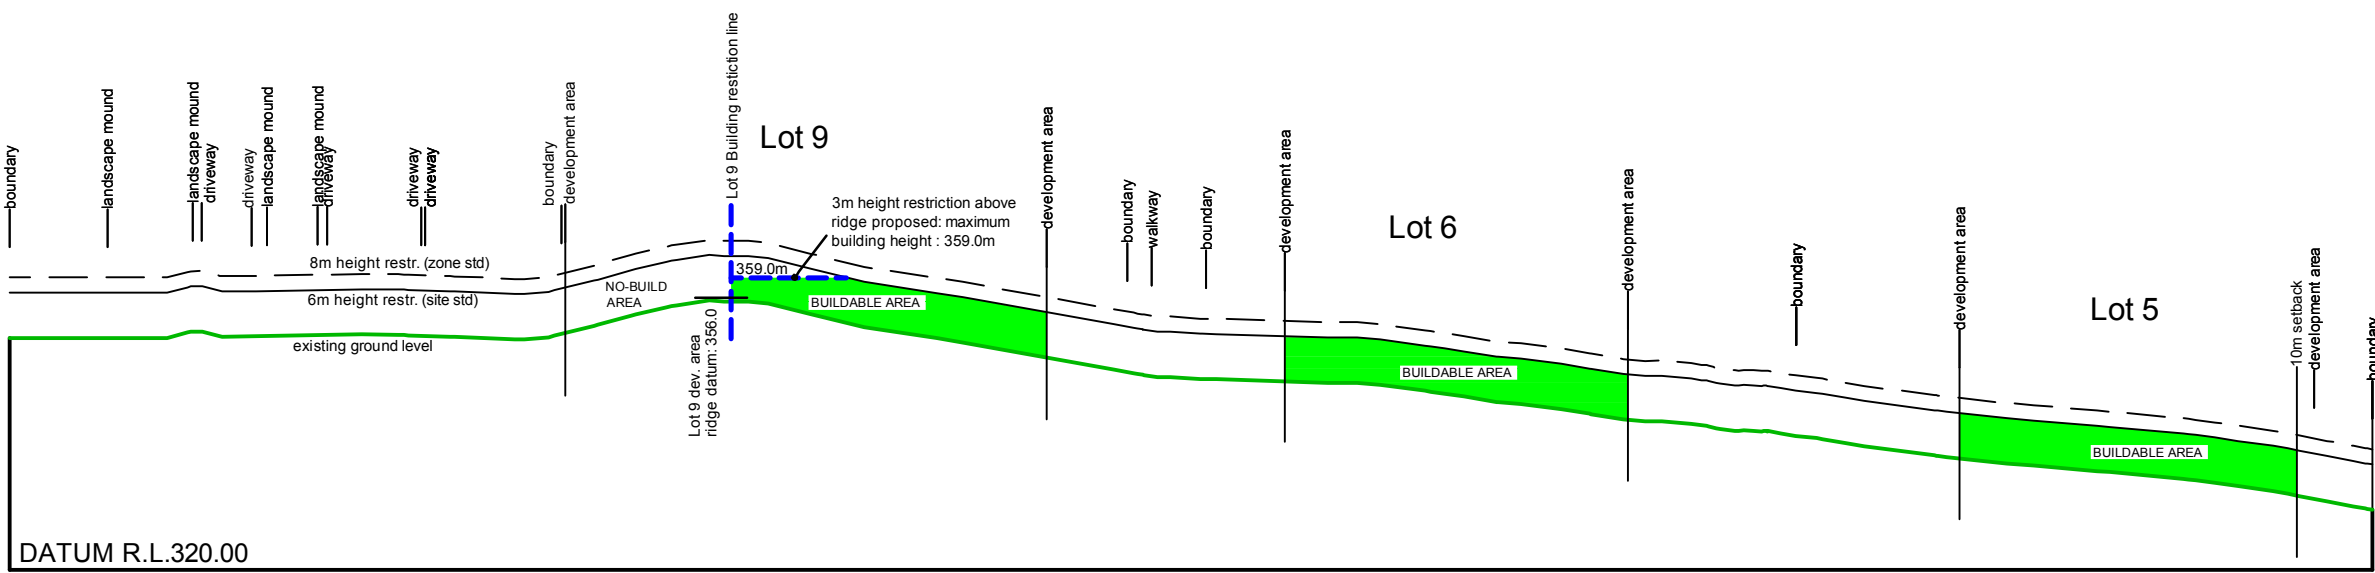 boundary
landscape mound
landscape mound
driveway
driveway
landscape mound
landscape mound
driveway
driveway
driveway
boundary
development area
Lot 9 Building restiction line
Lot 9
3m height restriction above
ridge proposed: maximum
building height : 359.0m
development area
boundary
walkway
boundary
development area
Lot 6
development area
boundary
development area
Lot 5
10m setback
development area
boundary
8m height restr. (zone std)
6m height restr. (site std)
existing ground level
NO-BUILD
AREA
359.0m
BUILDABLE AREA
Lot 9 dev. area
ridge datum: 356.0
BUILDABLE AREA
BUILDABLE AREA
DATUM R.L.320.00